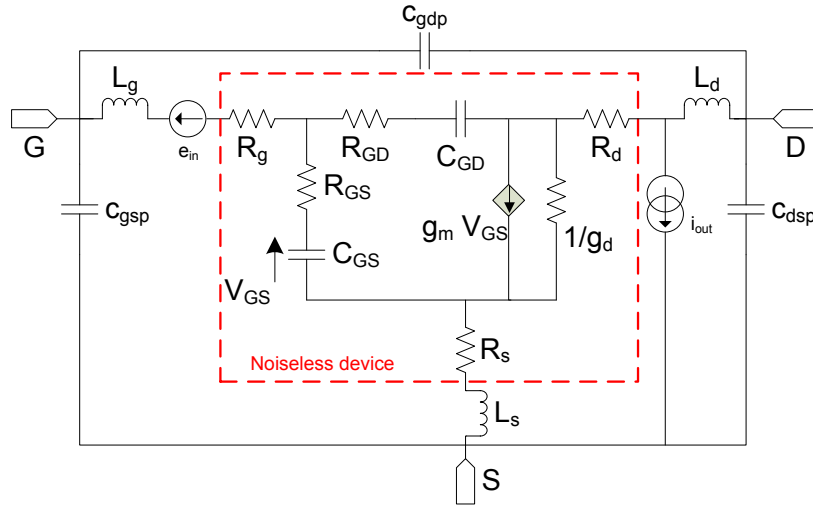 cgdp
Lg
Ld
G
ein
Rg
RGD
CGD
Rd
D
RGS
cgsp
gm VGS
1/gd
iout
cdsp
CGS
VGS
Rs
Noiseless device
Ls
S